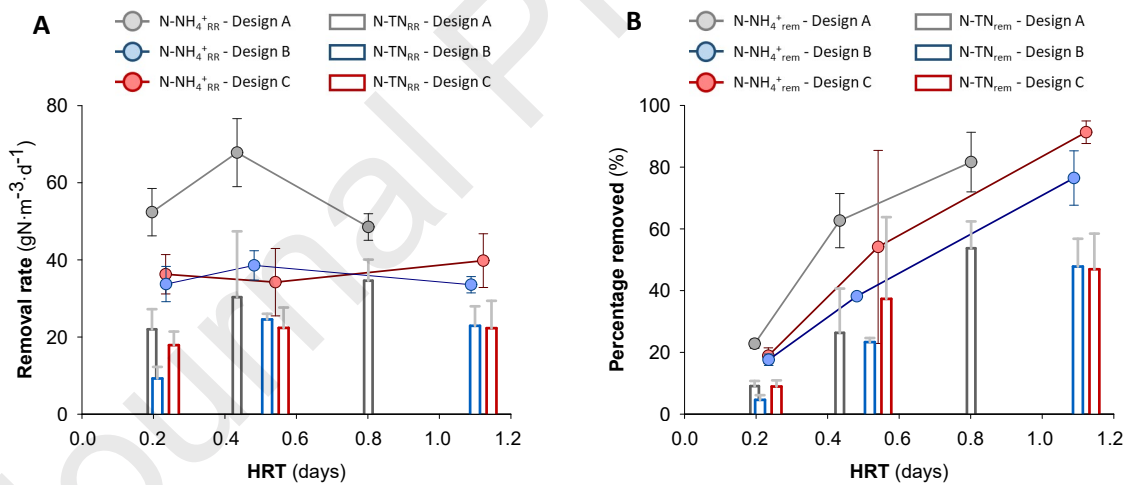 A
N-NH4+RR - Design A
N-TNRR - Design A
N-NH4+RR - Design B
N-TNRR - Design B
N-NH4+RR - Design C
N-TNRR - Design C
Removal rate (gN·m-3·d-1)
80
60
40
20
0
0.0 0.2 0.4 0.6 0.8 1.0 1.2
HRT (days)
B
N-NH4+rem - Design A
N-TNrem - Design A
N-NH4+rem - Design B
N-TNrem - Design B
N-NH4+rem - Design C
N-TNrem - Design C
Percentage removed (%)
100
80
60
40
20
0
0.0 0.2 0.4 0.6 0.8 1.0 1.2
HRT (days)
Journal P